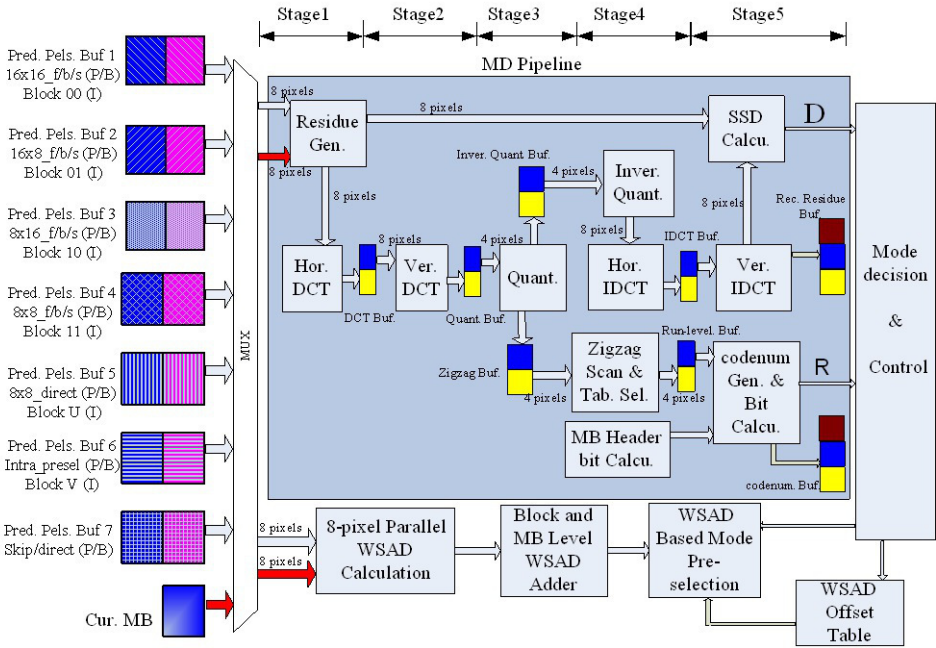 Stage1
Stage2
Stage3
Stage4
Stage5
MD Pipeline
Pred. Pels. Buf 1
16x16_f/b/s (P/B)
Block 00 (I)
Pred. Pels. Buf 2
16x8_f/b/s (P/B)
Block 01 (I)
Pred. Pels. Buf 3
8x16_f/b/s (P/B)
Block 10 (I)
Pred. Pels. Buf 4
8x8_f/b/s (P/B)
Block 11 (I)
Pred. Pels. Buf 5
8x8_direct (P/B)
Block U (I)
Pred. Pels. Buf 6
Intra_presel (P/B)
Block V (I)
Pred. Pels. Buf 7
Skip/direct (P/B)
Cur. MB
MUX
8 pixels
8 pixels
Residue
Gen.
8 pixels
SSD
Calcu.
D
8 pixels
Inver. Quant Buf.
4 pixels
Inver.
Quant.
8 pixels
8 pixels
Rec. Residue
Buf.
Hor.
DCT
8 pixels
DCT Buf.
Ver.
DCT
4 pixels
Quant. Buf.
Quant.
Hor.
IDCT
IDCT Buf.
Ver.
IDCT
Zigzag Buf.
4 pixels
Zigzag
Scan &
Tab. Sel.
Run-level. Buf.
4 pixels
codenum
Gen. &
Bit
Calcu.
R
MB Header
bit Calcu.
codenum. Buf.
Mode
decision
&
Control
8 pixels
8 pixels
8-pixel Parallel
WSAD
Calculation
Block and
MB Level
WSAD
Adder
WSAD
Based Mode
Pre-
selection
WSAD
Offset
Table